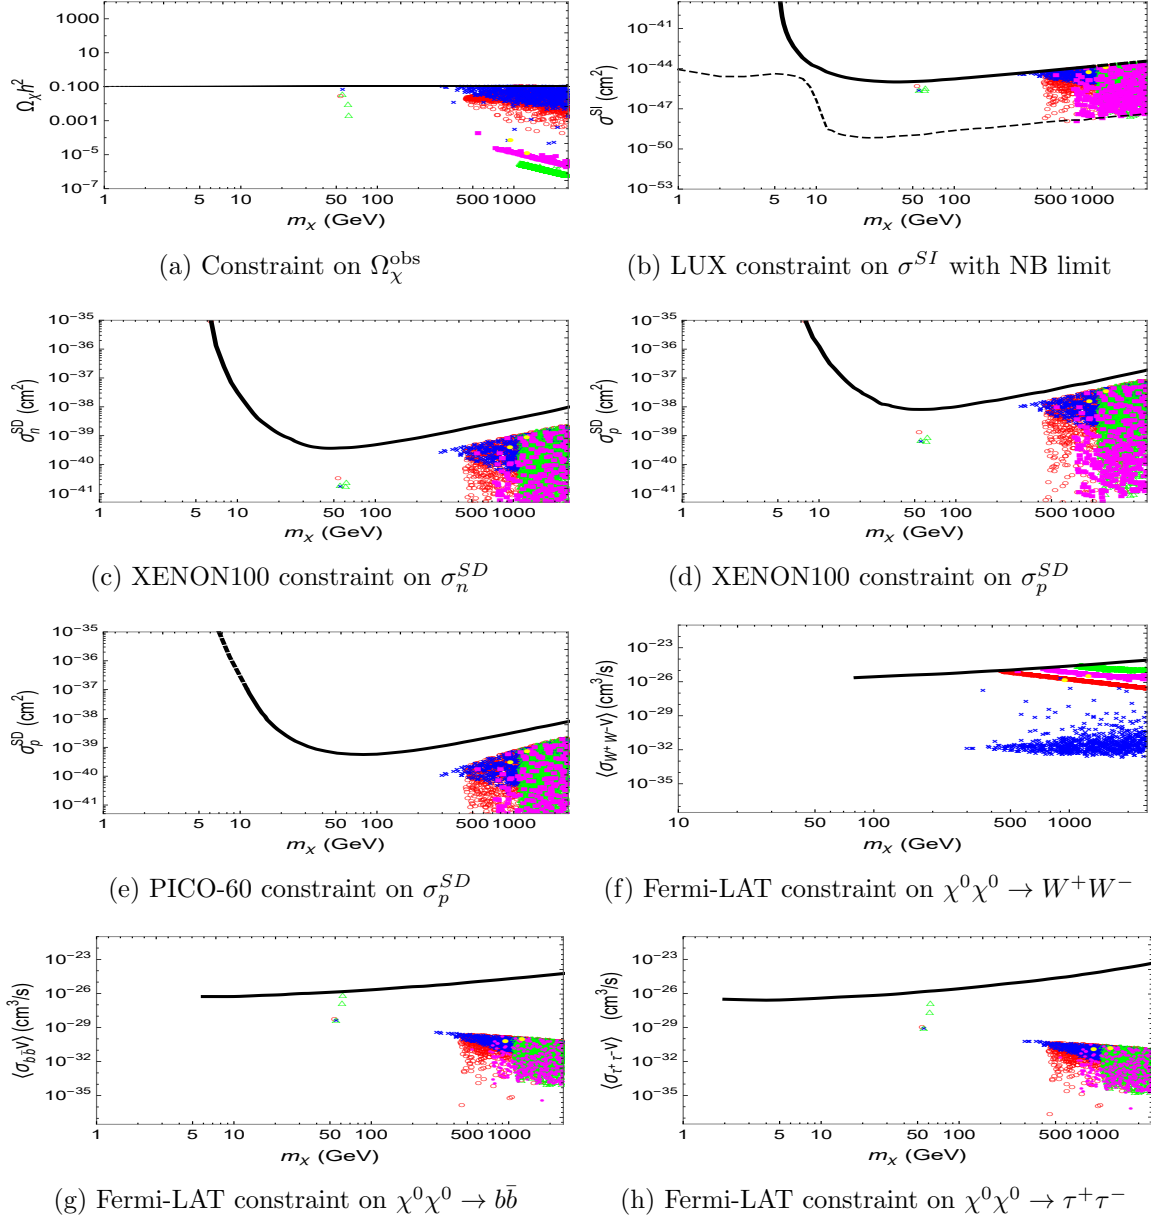 1000
10
0.100
0.001
10^-5
10^-7
Ω_χ h^2
1 5 10 50 100 5001000
m_χ (GeV)
(a) Constraint on Ω_χ^obs
10^-41
10^-44
10^-47
10^-50
10^-53
σ^SI (cm^2)
1 5 10 50 100 500 1000
m_χ (GeV)
(b) LUX constraint on σ^SI with NB limit
10^-35
10^-36
10^-37
10^-38
10^-39
10^-40
10^-41
σ_n^SD (cm^2)
1 5 10 50 100 500 1000
m_χ (GeV)
(c) XENON100 constraint on σ_n^SD
10^-35
10^-36
10^-37
10^-38
10^-39
10^-40
10^-41
σ_p^SD (cm^2)
1 5 10 50 100 500 1000
m_χ (GeV)
(d) XENON100 constraint on σ_p^SD
10^-35
10^-36
10^-37
10^-38
10^-39
10^-40
10^-41
σ_p^SD (cm^2)
1 5 10 50 100 500 1000
m_χ (GeV)
(e) PICO-60 constraint on σ_p^SD
10^-23
10^-26
10^-29
10^-32
10^-35
⟨σ_W+ W- v⟩ (cm^3/s)
10 50 100 500 1000
m_χ (GeV)
(f) Fermi-LAT constraint on χ^0χ^0 → W^+W^-
10^-23
10^-26
10^-29
10^-32
10^-35
⟨σ_bb̄ v⟩ (cm^3/s)
1 5 10 50 100 500 1000
m_χ (GeV)
(g) Fermi-LAT constraint on χ^0χ^0 → bb̄
10^-23
10^-26
10^-29
10^-32
10^-35
⟨σ_τ+ τ- v⟩ (cm^3/s)
1 5 10 50 100 500 1000
m_χ (GeV)
(h) Fermi-LAT constraint on χ^0χ^0 → τ^+τ^-